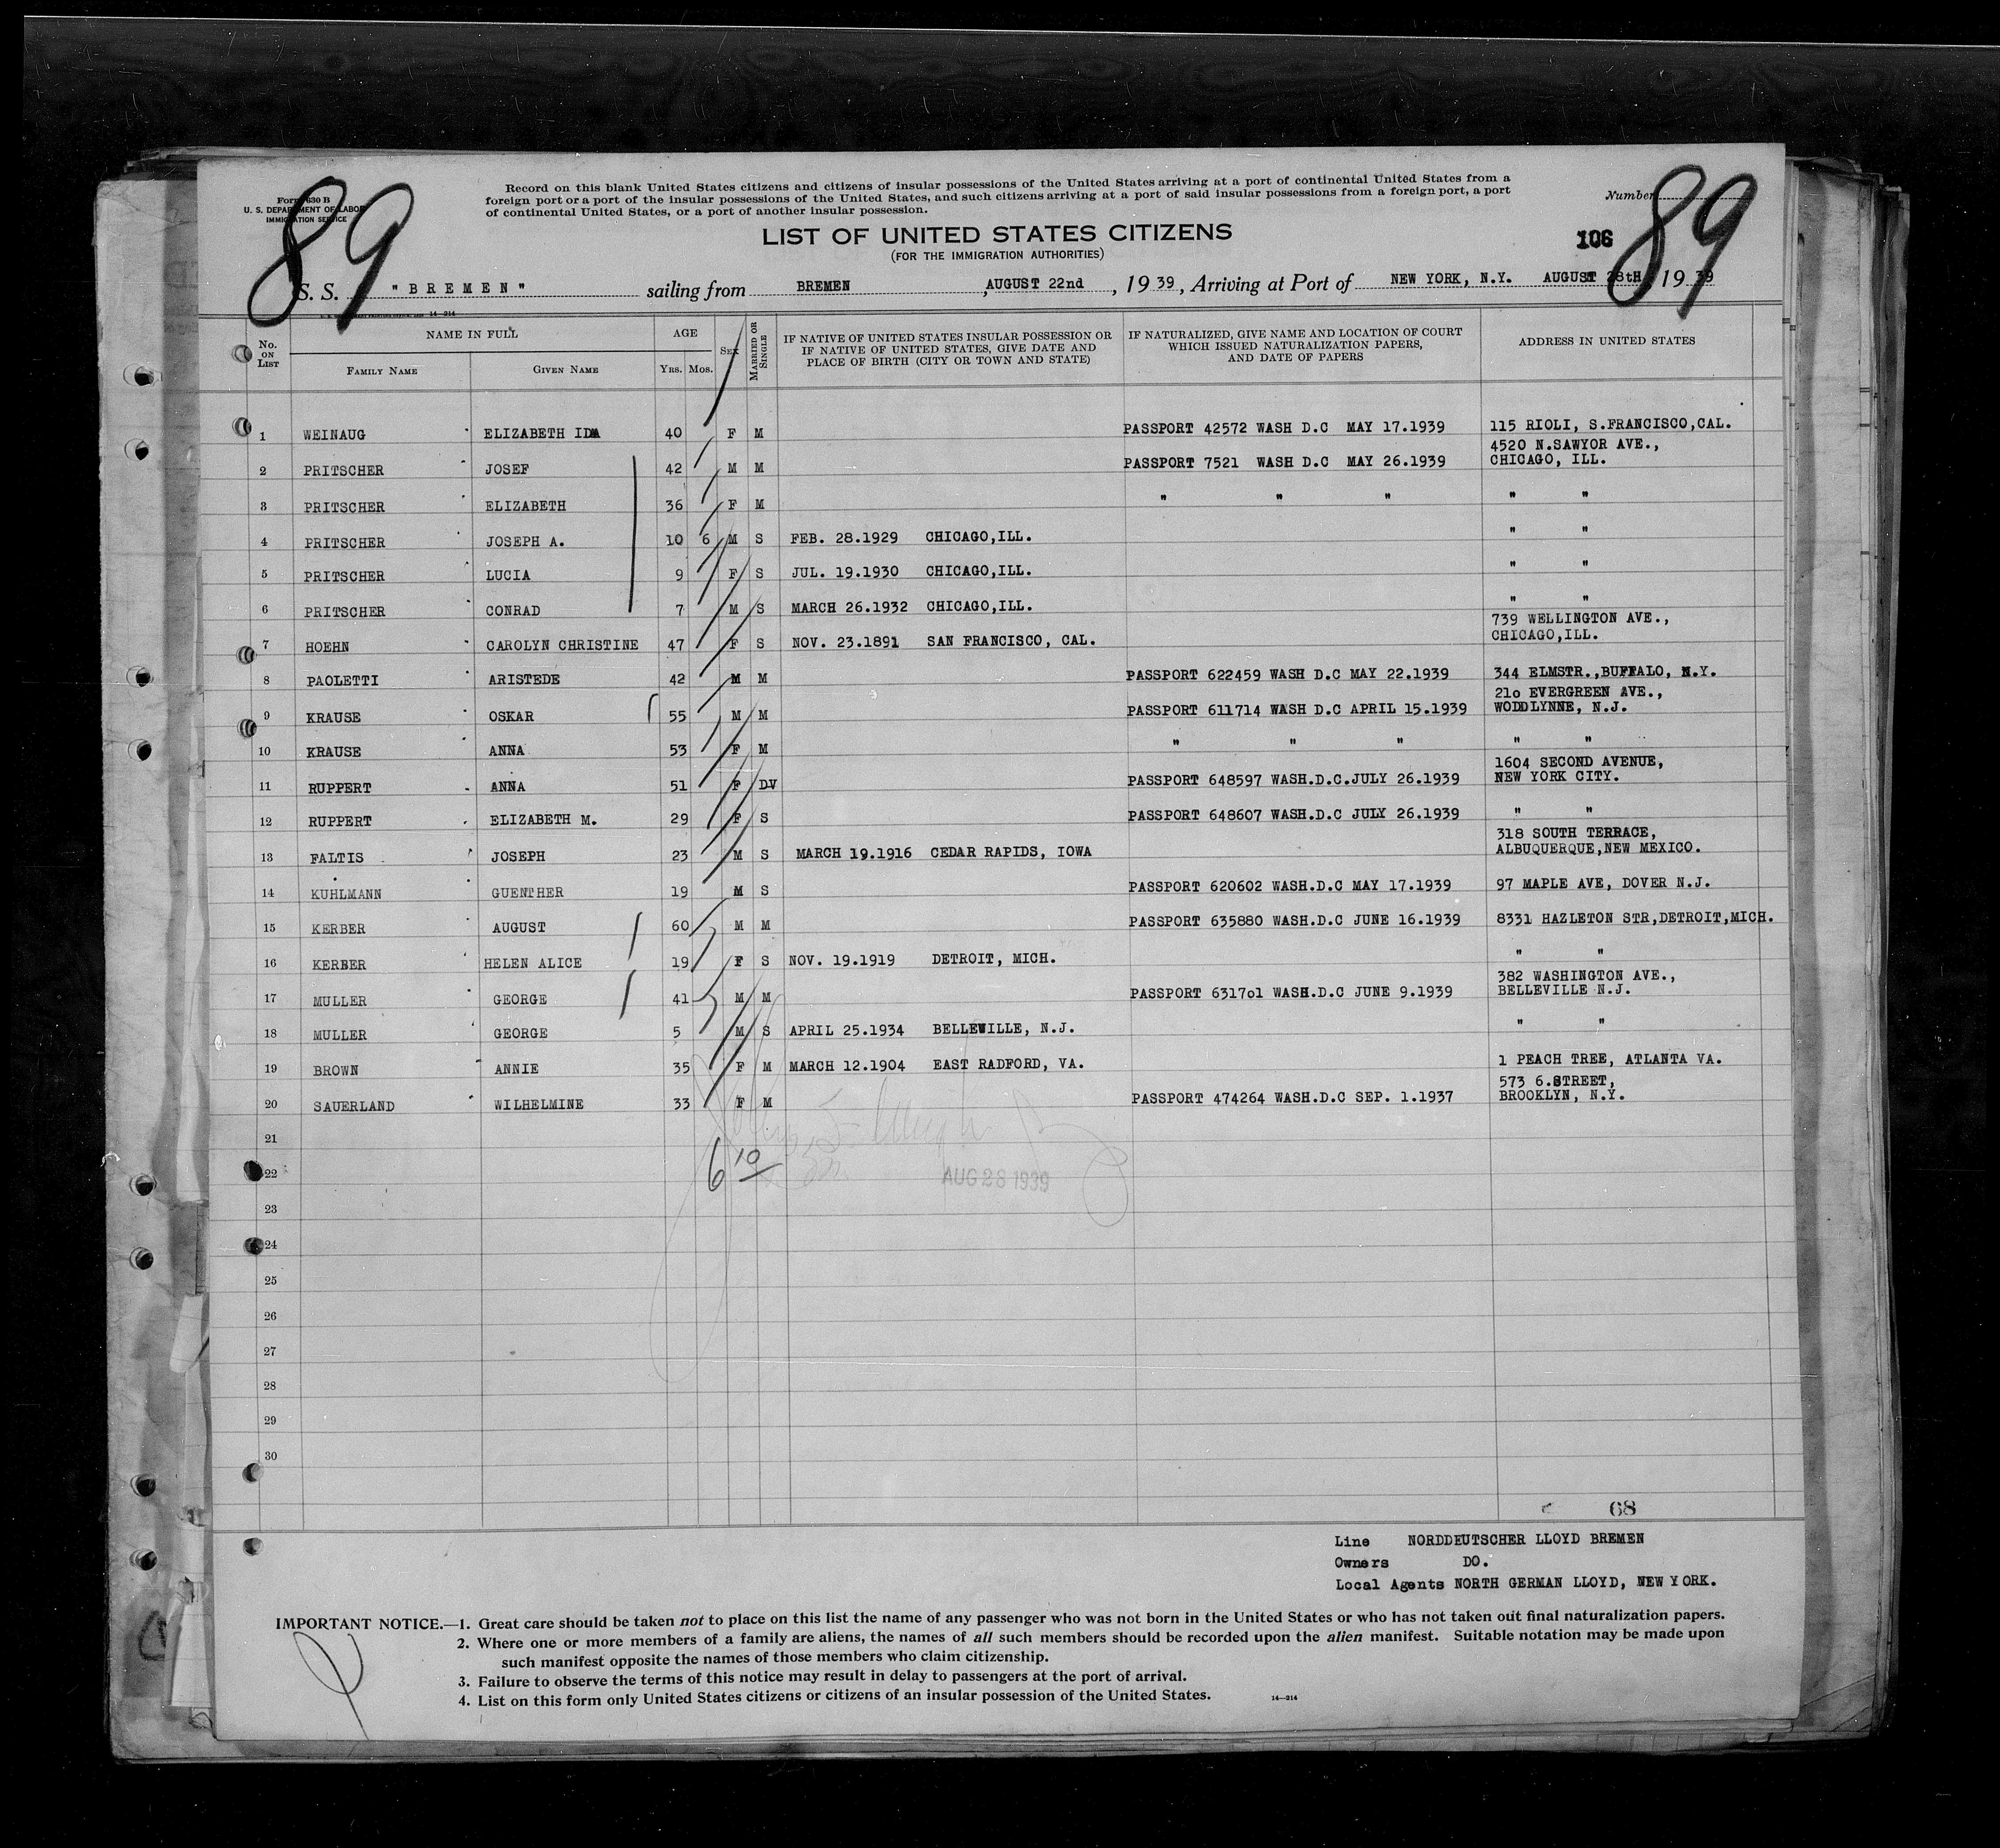 89
89
Form 630 B
U. S. DEPARTMENT OF LABOR
IMMIGRATION SERVICE
Record on this blank United States citizens and citizens of insular possessions of the United States arriving at a port of continental United States from a
foreign port or a port of the insular possessions of the United States, and such citizens arriving at a port of said insular possessions from a foreign port, a port
of continental United States, or a port of another insular possession.
Number
LIST OF UNITED STATES CITIZENS
(FOR THE IMMIGRATION AUTHORITIES)
106
S. S. "BREMEN" sailing from BREMEN, AUGUST 22nd, 1939, Arriving at Port of NEW YORK, N.Y. AUGUST 28tH 1939
14—214
No. ON LIST
NAME IN FULL
FAMILY NAME
GIVEN NAME
AGE
YRS. MOS.
SEX
MARRIED OR SINGLE
IF NATIVE OF UNITED STATES INSULAR POSSESSION OR
IF NATIVE OF UNITED STATES, GIVE DATE AND
PLACE OF BIRTH (CITY OR TOWN AND STATE)
IF NATURALIZED, GIVE NAME AND LOCATION OF COURT
WHICH ISSUED NATURALIZATION PAPERS,
AND DATE OF PAPERS
ADDRESS IN UNITED STATES
1 WEINAUG ELIZABETH IDA 40 F M PASSPORT 42572 WASH D.C MAY 17.1939 115 RIOLI, S.FRANCISCO,CAL.
4520 N.SAWYOR AVE.,
2 PRITSCHER JOSEF 42 M M PASSPORT 7521 WASH D.C MAY 26.1939 CHICAGO, ILL.
3 PRITSCHER ELIZABETH 36 F M " " " " "
4 PRITSCHER JOSEPH A. 10 6 M S FEB. 28.1929 CHICAGO,ILL. " "
5 PRITSCHER LUCIA 9 F S JUL. 19.1930 CHICAGO,ILL. " "
6 PRITSCHER CONRAD 7 M S MARCH 26.1932 CHICAGO,ILL. " "
739 WELLINGTON AVE.,
7 HOEHN CAROLYN CHRISTINE 47 F S NOV. 23.1891 SAN FRANCISCO, CAL. CHICAGO,ILL.
8 PAOLETTI ARISTEDE 42 M M PASSPORT 622459 WASH D.C MAY 22.1939 344 ELMSTR.,BUFFALO, N.Y.
21o EVERGREEN AVE.,
9 KRAUSE OSKAR 55 M M PASSPORT 611714 WASH D.C APRIL 15.1939 WODDLYNNE, N.J.
10 KRAUSE ANNA 53 F M " " " " "
1604 SECOND AVENUE,
11 RUPPERT ANNA 51 F DV PASSPORT 648597 WASH.D.C.JULY 26.1939 NEW YORK CITY.
12 RUPPERT ELIZABETH M. 29 F S PASSPORT 648607 WASH.D.C JULY 26.1939 " "
318 SOUTH TERRACE,
13 FALTIS JOSEPH 23 M S MARCH 19.1916 CEDAR RAPIDS, IOWA ALBUQUERQUE,NEW MEXICO.
14 KUHLMANN GUENTHER 19 M S PASSPORT 620602 WASH.D.C MAY 17.1939 97 MAPLE AVE, DOVER N.J.
15 KERBER AUGUST 60 M M PASSPORT 635880 WASH.D.C JUNE 16.1939 8331 HAZLETON STR,DETROIT,MICH.
16 KERBER HELEN ALICE 19 F S NOV. 19.1919 DETROIT, MICH. " "
382 WASHINGTON AVE.,
17 MULLER GEORGE 41 M M PASSPORT 6317o1 WASH.D.C JUNE 9.1939 BELLEVILLE N.J.
18 MULLER GEORGE 5 M S APRIL 25.1934 BELLEVILLE, N.J. " "
19 BROWN ANNIE 35 F M MARCH 12.1904 EAST RADFORD, VA. 1 PEACH TREE, ATLANTA VA.
573 6.STREET,
20 SAUERLAND WILHELMINE 33 F M PASSPORT 474264 WASH.D.C SEP. 1.1937 BROOKLYN, N.Y.
21
6 10
22 AUG 28 1939
23
24
25
26
27
28
29
30
68
Line NORDDEUTSCHER LLOYD BREMEN
Owners DO.
Local Agents NORTH GERMAN LLOYD, NEW YORK.
IMPORTANT NOTICE.—1. Great care should be taken not to place on this list the name of any passenger who was not born in the United States or who has not taken out final naturalization papers.
2. Where one or more members of a family are aliens, the names of all such members should be recorded upon the alien manifest. Suitable notation may be made upon
such manifest opposite the names of those members who claim citizenship.
3. Failure to observe the terms of this notice may result in delay to passengers at the port of arrival.
4. List on this form only United States citizens or citizens of an insular possession of the United States.
14—214